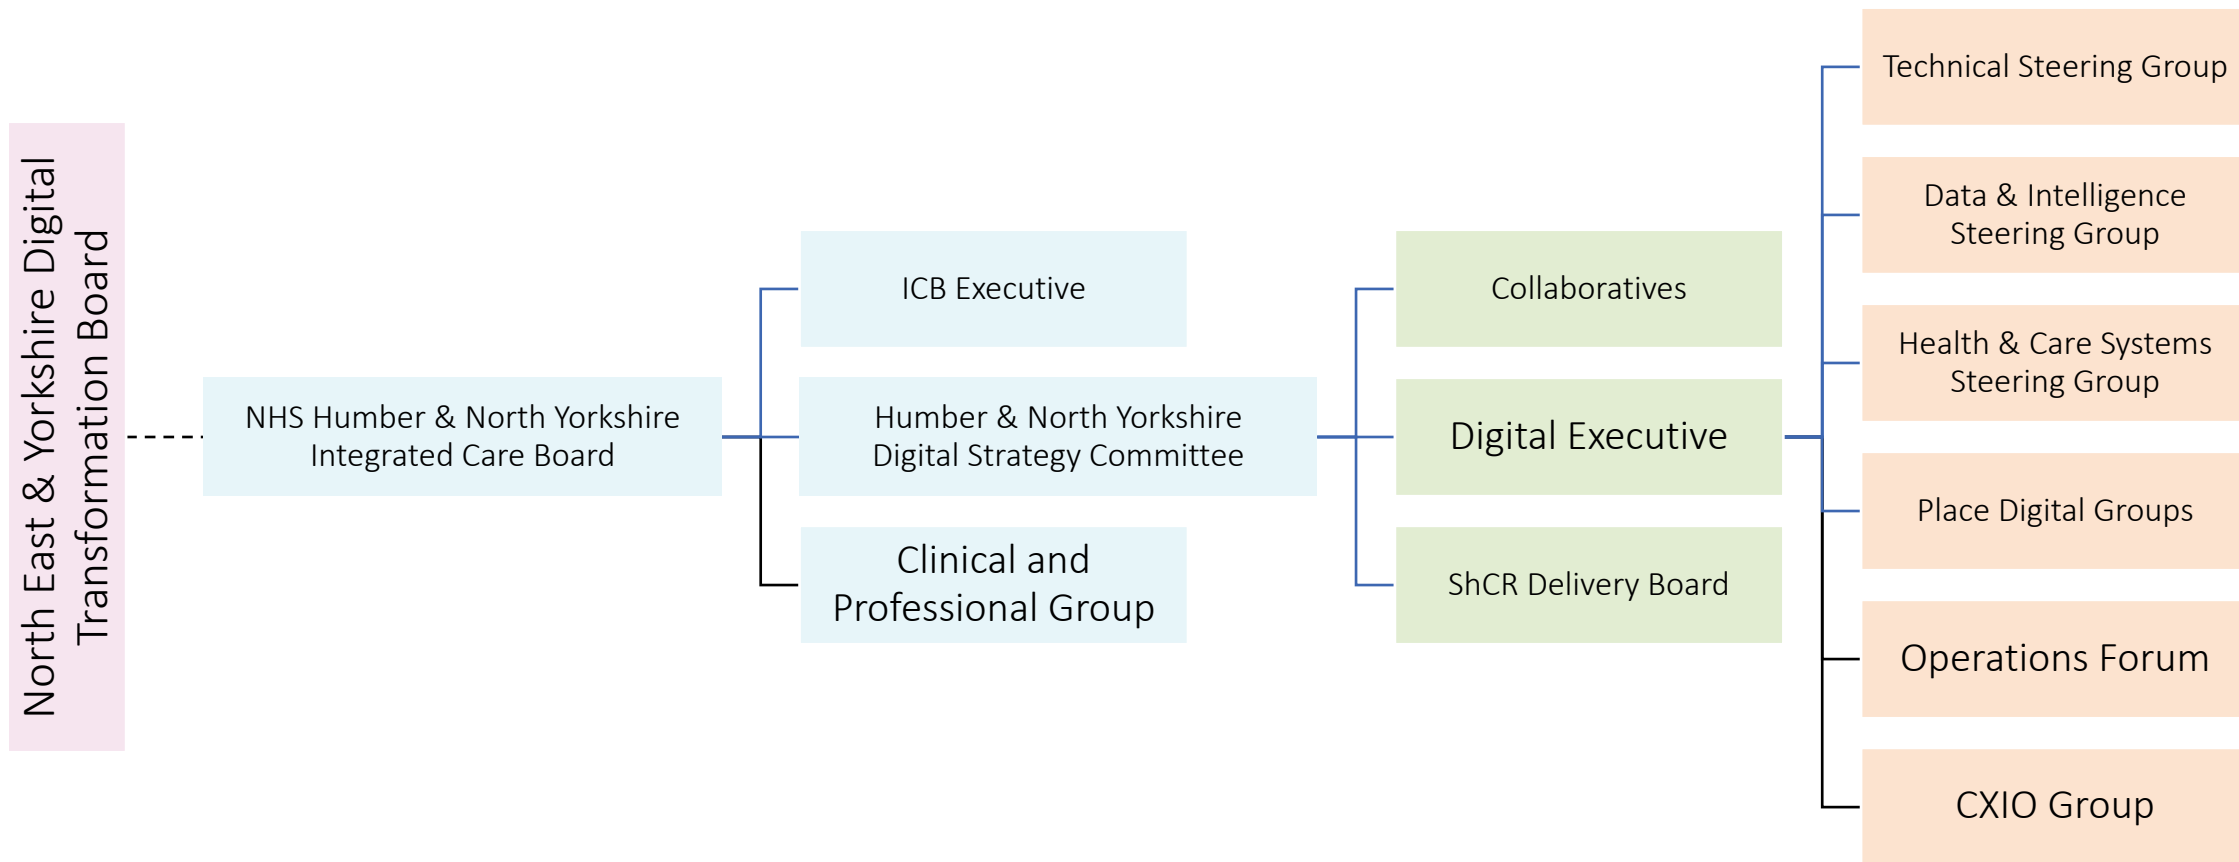 North East & Yorkshire Digital
Transformation Board
NHS Humber & North Yorkshire
Integrated Care Board
ICB Executive
Humber & North Yorkshire
Digital Strategy Committee
Clinical and
Professional Group
Collaboratives
Digital Executive
ShCR Delivery Board
Technical Steering Group
Data & Intelligence
Steering Group
Health & Care Systems
Steering Group
Place Digital Groups
Operations Forum
CXIO Group